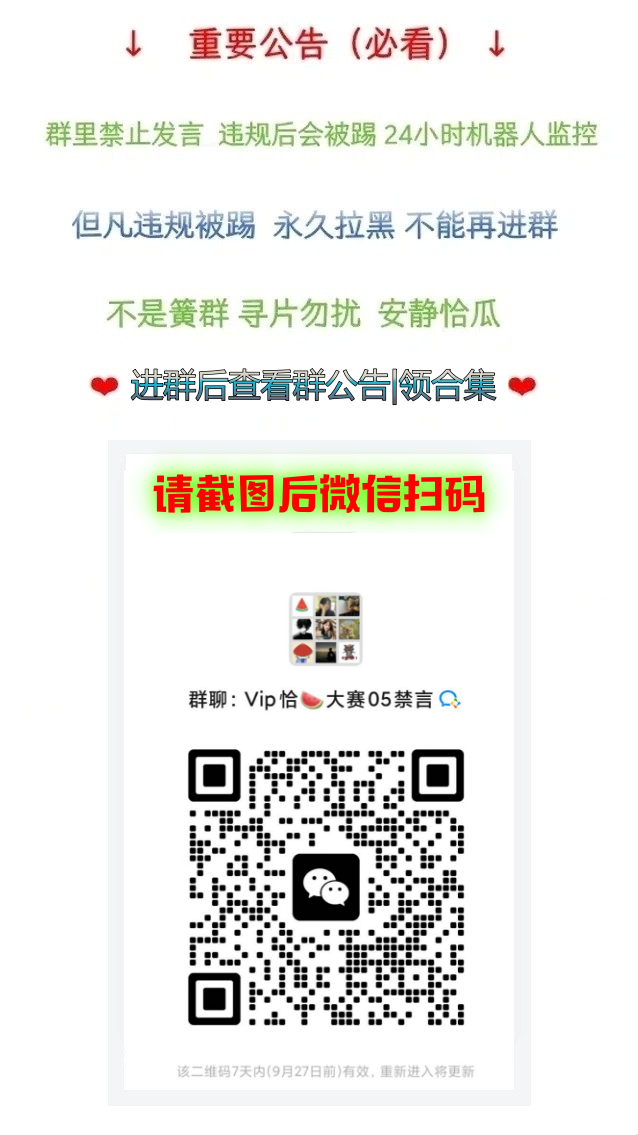 ↓ 重要公告（必看） ↓
群里禁止发言 违规后会被踢 24小时机器人监控
但凡违规被踢 永久拉黑 不能再进群
不是簧群 寻片勿扰 安静恰瓜
❤ 进群后查看群公告|领合集 ❤
请截图后微信扫码
群聊：Vip恰🍉大赛05禁言
该二维码7天内(9月27日前)有效，重新进入将更新